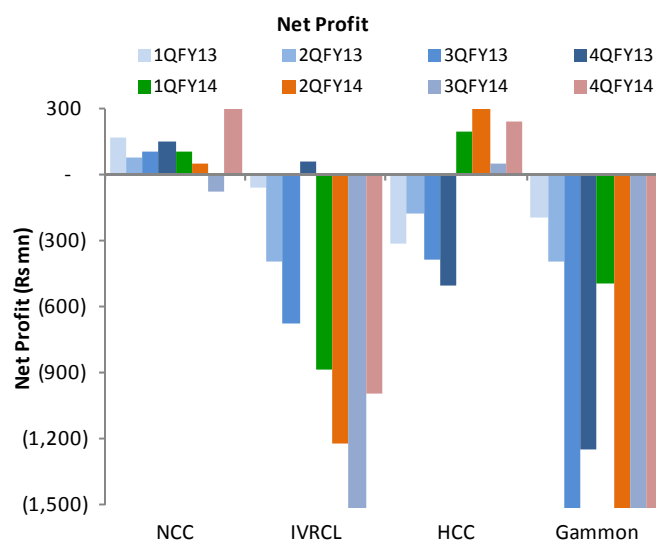 Net Profit
1QFY13 2QFY13 3QFY13 4QFY13
1QFY14 2QFY14 3QFY14 4QFY14
300
-
(300)
(600)
(900)
(1,200)
(1,500)
Net Profit (Rs mn)
NCC IVRCL HCC Gammon